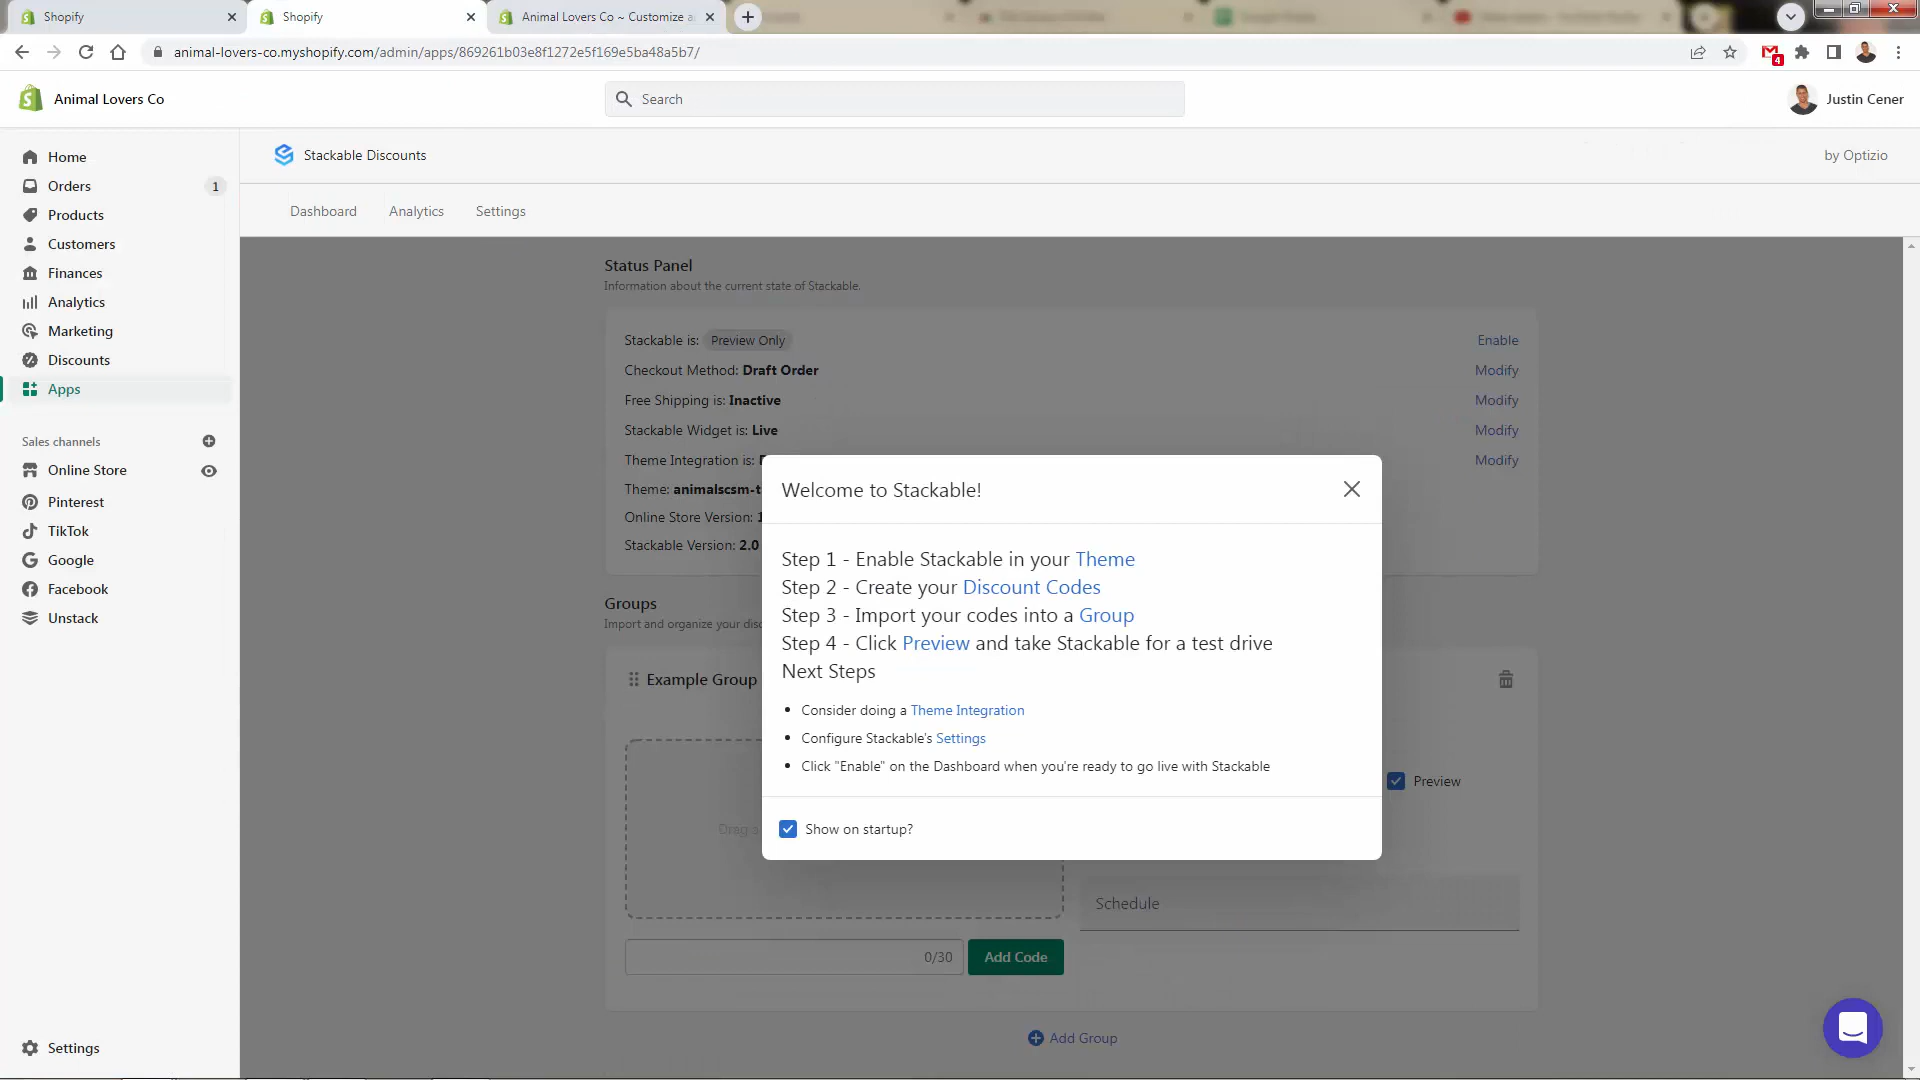 Shopify
Shopify
Animal Lovers Co ~ Customize a
animal-lovers-co.myshopify.com/admin/apps/869261b03e8f1272e5f169e5ba48a5b7/
4
Animal Lovers Co
Search
Justin Cener
Home
Orders
1
Products
Customers
Finances
Analytics
Marketing
Discounts
Apps
Sales channels
Online Store
Pinterest
TikTok
Google
Facebook
Unstack
Settings
Stackable Discounts
by Optizio
Dashboard
Analytics
Settings
Status Panel
Information about the current state of Stackable.
Stackable is: Preview Only
Enable
Checkout Method: Draft Order
Modify
Free Shipping is: Inactive
Modify
Stackable Widget is: Live
Modify
Theme Integration is:
Modify
Theme: animalscsm-t
Online Store Version: 1
Stackable Version: 2.0
Groups
Import and organize your
Example Group
Welcome to Stackable!
Step 1 - Enable Stackable in your Theme
Step 2 - Create your Discount Codes
Step 3 - Import your codes into a Group
Step 4 - Click Preview and take Stackable for a test drive
Next Steps
• Consider doing a Theme Integration
• Configure Stackable's Settings
• Click "Enable" on the Dashboard when you're ready to go live with Stackable
Show on startup?
Preview
Drag
Schedule
0/30
Add Code
Add Group